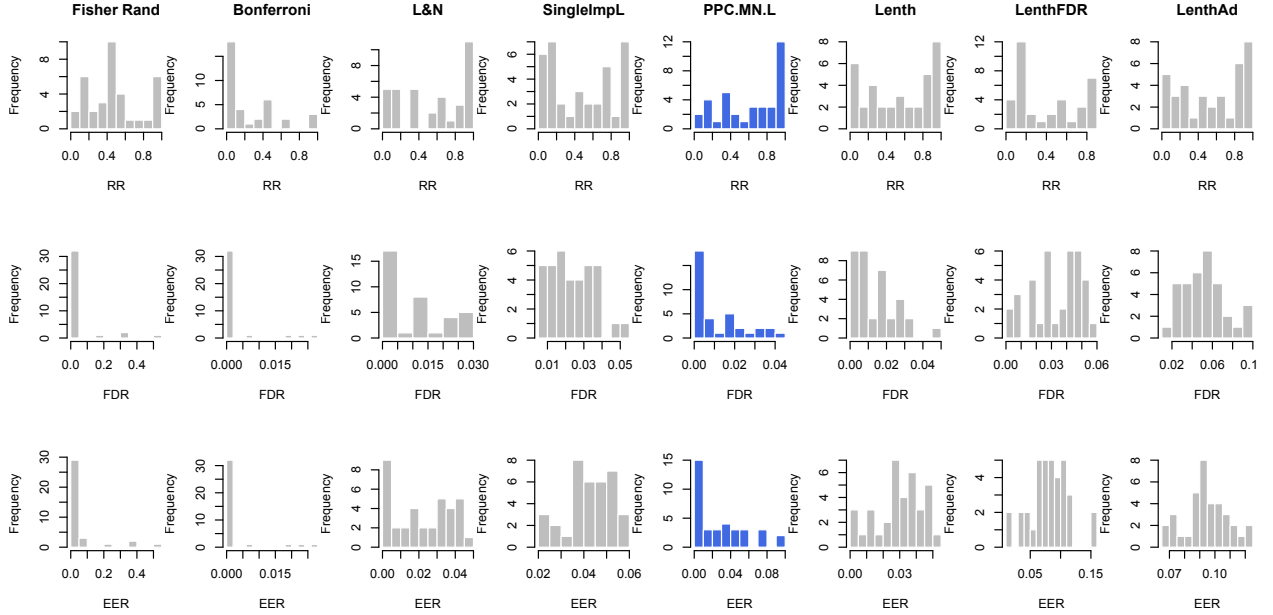 Fisher Rand Bonferroni L&N SingleImpL PPC.MN.L Lenth LenthFDR LenthAd
Frequency Frequency Frequency Frequency Frequency Frequency Frequency Frequency
0 4 8 0 5 15 0 4 8 0 2 4 6 0 4 8 12 0 2 4 6 8 0 4 8 12 0 2 4 6 8
0.0 0.4 0.8 0.0 0.4 0.8 0.0 0.4 0.8 0.0 0.4 0.8 0.0 0.4 0.8 0.0 0.4 0.8 0.0 0.4 0.8 0.0 0.4 0.8
RR RR RR RR RR RR RR RR
Frequency Frequency Frequency Frequency Frequency Frequency Frequency Frequency
0 10 20 30 0 10 20 30 0 5 10 15 0 2 4 6 0 5 10 0 2 4 8 0 2 4 6 0 2 4 6 8
0.0 0.2 0.4 0.000 0.015 0.000 0.015 0.030 0.01 0.03 0.05 0.00 0.02 0.04 0.00 0.02 0.04 0.00 0.03 0.06 0.02 0.06 0.1
FDR FDR FDR FDR FDR FDR FDR FDR
Frequency Frequency Frequency Frequency Frequency Frequency Frequency Frequency
0 10 20 30 0 10 20 30 0 2 4 6 8 0 2 4 6 8 0 5 10 15 0 2 4 6 0 1 2 4 0 2 4 6 8
0.0 0.2 0.4 0.000 0.015 0.00 0.02 0.04 0.02 0.04 0.06 0.00 0.04 0.08 0.00 0.03 0.05 0.15 0.07 0.10
EER EER EER EER EER EER EER EER